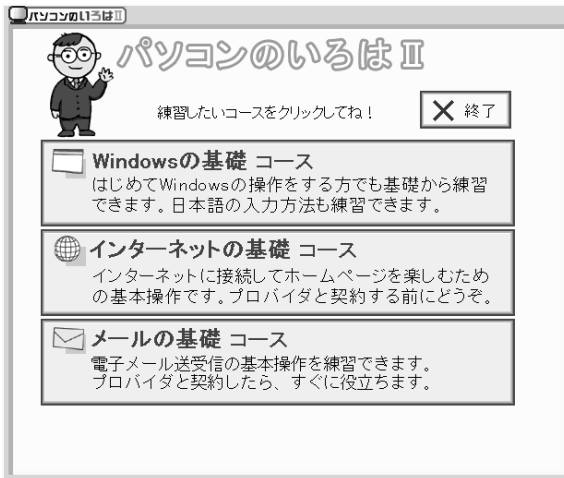 パソコンのいろはⅡ
パソコンのいろはⅡ
練習したいコースをクリックしてね！
終了
Windowsの基礎 コース
はじめてWindowsの操作をする方でも基礎から練習
できます。日本語の入力方法も練習できます。
インターネットの基礎 コース
インターネットに接続してホームページを楽しむため
の基本操作です。プロバイダと契約する前にどうぞ。
メールの基礎 コース
電子メール送受信の基本操作を練習できます。
プロバイダと契約したら、すぐに役立ちます。